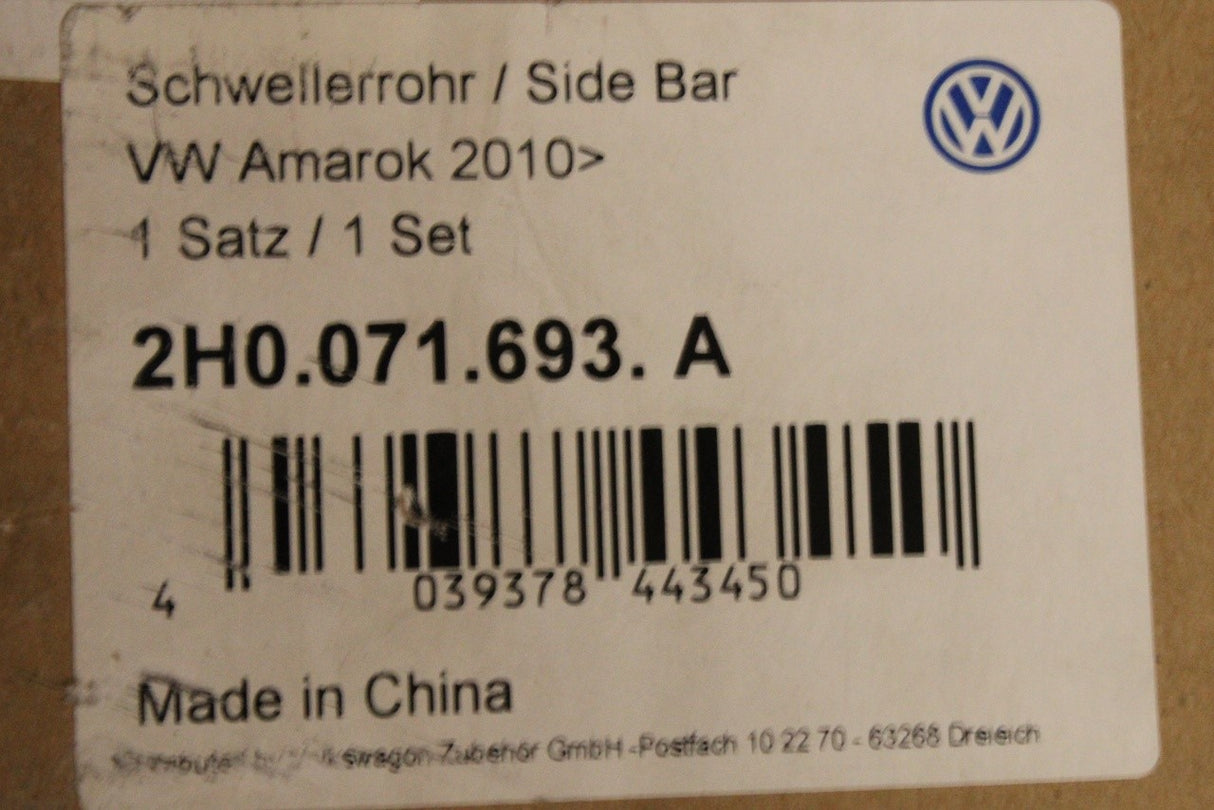 Schwellerrohr / Side Bar
VW Amarok 2010>
1 Satz / 1 Set
2H0.071.693. A
4 039378 443450
Made in China
Zubehör GmbH - Postfach 10 22 70 - 63268 Dreieich